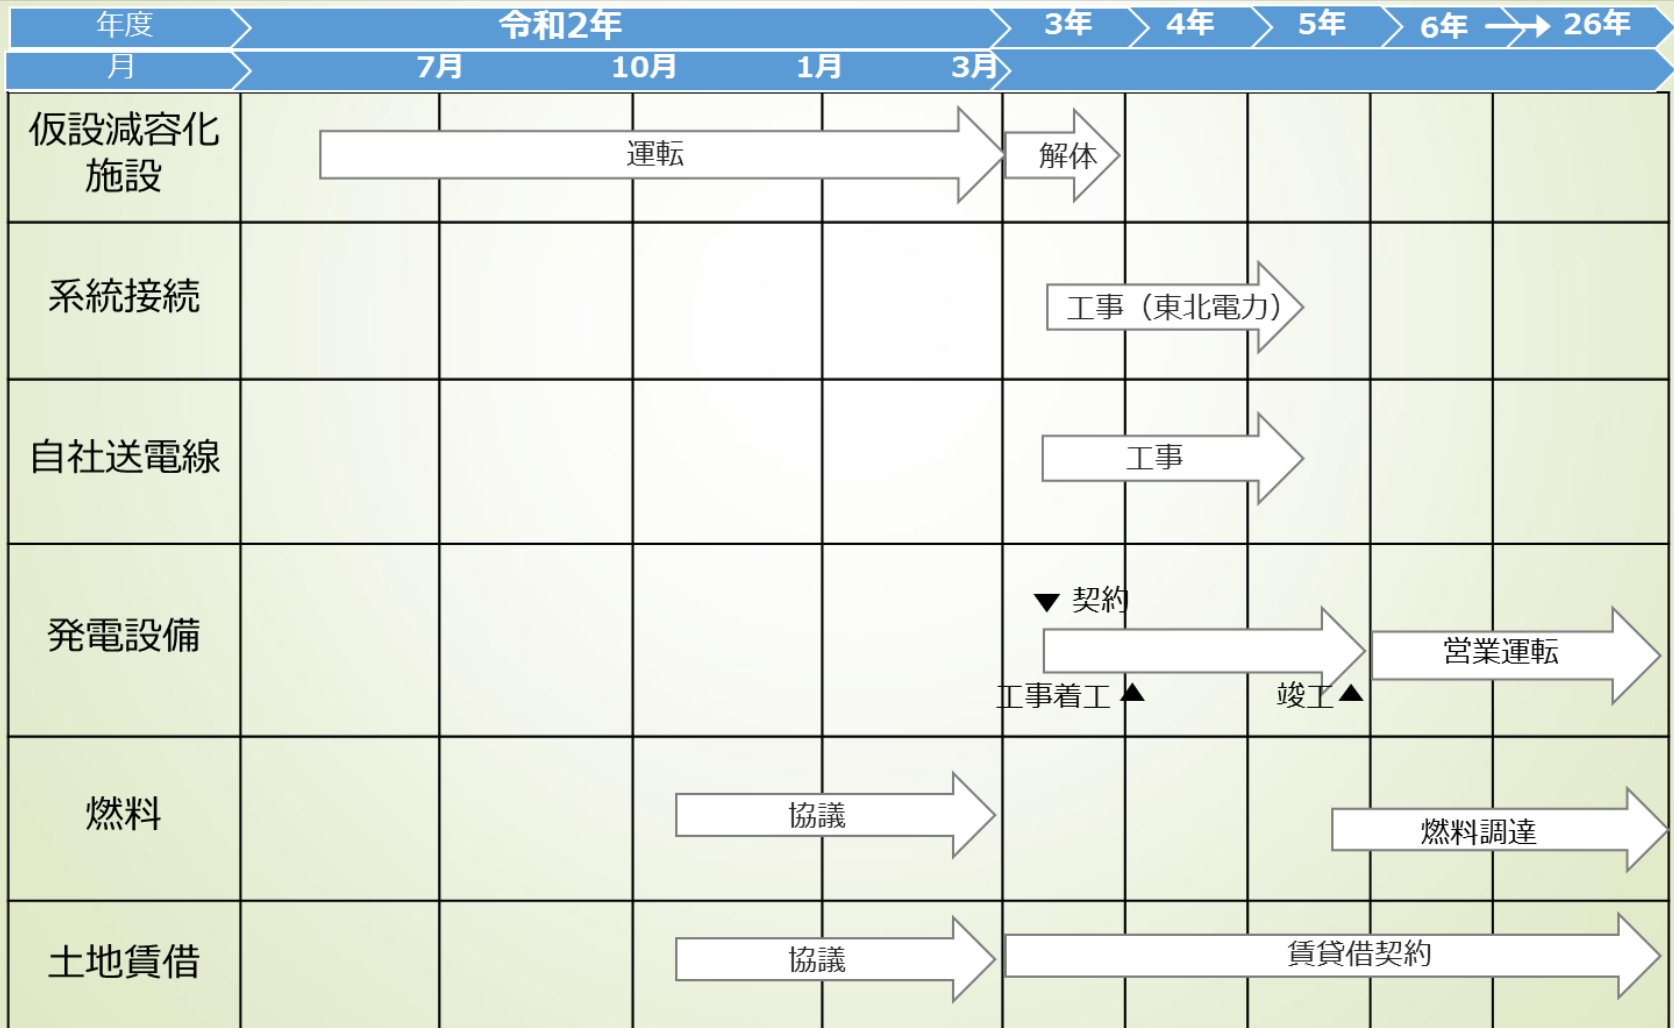 年度 令和2年 3年 4年 5年 6年 → 26年
月 7月 10月 1月 3月
仮設減容化
施設
運転
解体
系統接続
工事（東北電力）
自社送電線
工事
発電設備
▼ 契約
営業運転
工事着工▲
竣工▲
燃料
協議
燃料調達
土地賃借
協議
賃貸借契約